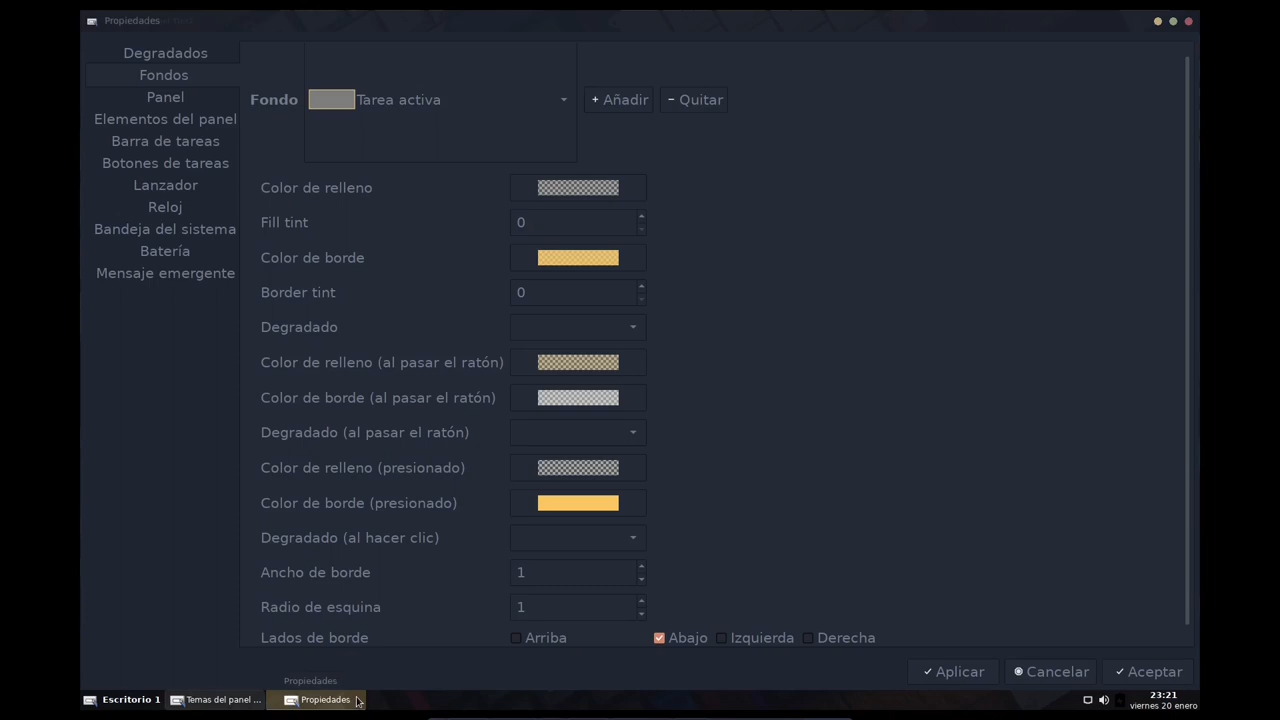 Propiedades
Degradados
Fondos
Panel
Elementos del panel
Barra de tareas
Botones de tareas
Lanzador
Reloj
Bandeja del sistema
Batería
Mensaje emergente
Fondo Tarea activa + Añadir − Quitar
Color de relleno
Fill tint 0
Color de borde
Border tint 0
Degradado
Color de relleno (al pasar el ratón)
Color de borde (al pasar el ratón)
Degradado (al pasar el ratón)
Color de relleno (presionado)
Color de borde (presionado)
Degradado (al hacer clic)
Ancho de borde 1
Radio de esquina 1
Lados de borde Arriba Abajo Izquierda Derecha
Aplicar Cancelar Aceptar
Propiedades
Escritorio 1 Temas del panel ... Propiedades 23:21
viernes 20 enero